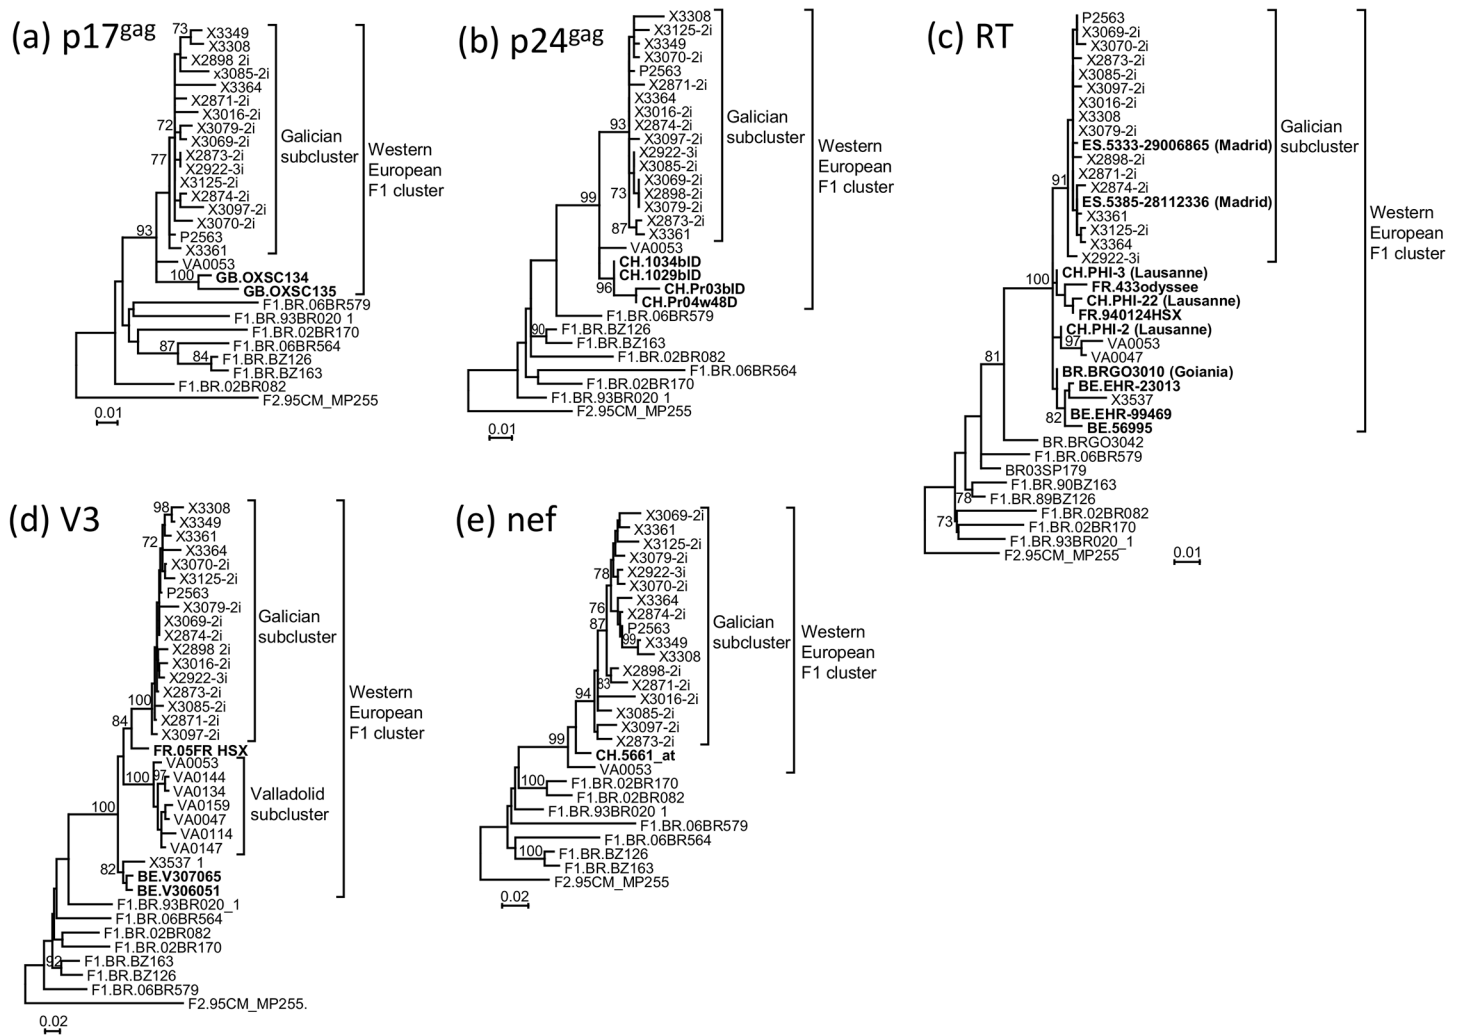 (a) p17gag
73
X3349
X3308
X2898 2i
x3085-2i
X3364
X2871-2i
X3016-2i
72
X3079-2i
X3069-2i
77
X2873-2i
X2922-3i
X3125-2i
X2874-2i
X3097-2i
X3070-2i
93
P2563
X3361
VA0053
100
GB.OXSC134
GB.OXSC135
F1.BR.06BR579
F1.BR.93BR020 1
F1.BR.02BR170
87
F1.BR.06BR564
84
F1.BR.BZ126
F1.BR.BZ163
F1.BR.02BR082
F2.95CM_MP255
0.01
Galician
subcluster
Western
European
F1 cluster
(b) p24gag
X3308
X3125-2i
X3349
X3070-2i
P2563
X2871-2i
X3364
X3016-2i
93
X2874-2i
X3097-2i
X2922-3i
X3085-2i
X3069-2i
73
X2898-2i
99
X3079-2i
X2873-2i
87
X3361
VA0053
CH.1034bID
CH.1029bID
96
CH.Pr03bID
CH.Pr04w48D
F1.BR.06BR579
90
F1.BR.BZ126
F1.BR.BZ163
F1.BR.02BR082
F1.BR.06BR564
F1.BR.02BR170
F1.BR.93BR020 1
F2.95CM_MP255
0.01
Galician
subcluster
Western
European
F1 cluster
(c) RT
P2563
X3069-2i
X3070-2i
X2873-2i
X3085-2i
X3097-2i
X3016-2i
X3308
X3079-2i
ES.5333-29006865 (Madrid)
X2898-2i
X2871-2i
91
X2874-2i
ES.5385-28112336 (Madrid)
X3361
X3125-2i
X3364
X2922-3i
100
CH.PHI-3 (Lausanne)
FR.433odyssee
CH.PHI-22 (Lausanne)
FR.940124HSX
CH.PHI-2 (Lausanne)
97
VA0053
VA0047
81
BR.BRGO3010 (Goiania)
BE.EHR-23013
X3537
82
BE.EHR-99469
BE.56995
BR.BRGO3042
F1.BR.06BR579
BR03SP179
F1.BR.90BZ163
78
F1.BR.89BZ126
F1.BR.02BR082
73
F1.BR.02BR170
F1.BR.93BR020_1
F2.95CM_MP255
0.01
Galician
subcluster
Western
European
F1 cluster
(d) V3
98
X3308
X3349
X3361
72
X3364
X3070-2i
X3125-2i
P2563
X3079-2i
X3069-2i
X2874-2i
X2898 2i
X3016-2i
X2922-3i
X2873-2i
100
X3085-2i
X2871-2i
84
X3097-2i
FR.05FR HSX
VA0053
100
97
VA0144
VA0134
VA0159
100
VA0047
VA0114
VA0147
X3537 1
82
BE.V307065
BE.V306051
F1.BR.93BR020_1
F1.BR.06BR564
F1.BR.02BR082
F1.BR.02BR170
92
F1.BR.BZ163
F1.BR.BZ126
F1.BR.06BR579
F2.95CM_MP255.
0.02
Galician
subcluster
Valladolid
subcluster
Western
European
F1 cluster
(e) nef
X3069-2i
X3361
X3125-2i
X3079-2i
78
X2922-3i
X3070-2i
X3364
76
X2874-2i
87
P2563
99
X3349
X3308
X2898-2i
83
X2871-2i
94
X3016-2i
X3085-2i
X3097-2i
99
X2873-2i
CH.5661_at
VA0053
100
F1.BR.02BR170
F1.BR.02BR082
F1.BR.93BR020 1
F1.BR.06BR579
F1.BR.06BR564
100
F1.BR.BZ126
F1.BR.BZ163
F2.95CM_MP255
0.02
Galician
subcluster
Western
European
F1 cluster